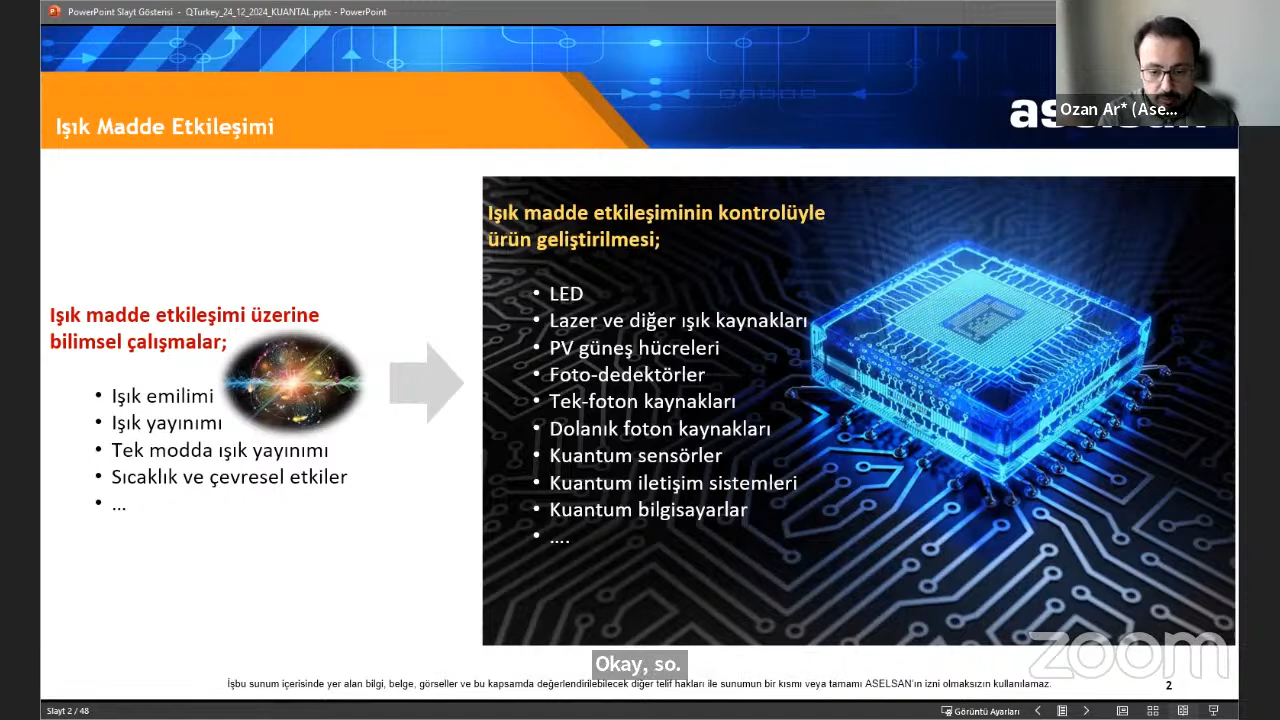 PowerPoint Slayt Gösterisi - QTurkey_24_12_2024_KUANTAL.pptx - PowerPoint
Ozan Ar* (Ase...
Işık Madde Etkileşimi
Işık madde etkileşimi üzerine
bilimsel çalışmalar;
• Işık emilimi
• Işık yayınımı
• Tek modda ışık yayınımı
• Sıcaklık ve çevresel etkiler
• ...
Işık madde etkileşiminin kontrolüyle
ürün geliştirilmesi;
• LED
• Lazer ve diğer ışık kaynakları
• PV güneş hücreleri
• Foto-dedektörler
• Tek-foton kaynakları
• Dolanık foton kaynakları
• Kuantum sensörler
• Kuantum iletişim sistemleri
• Kuantum bilgisayarlar
• ....
zoom
Okay, so.
İşbu sunum içerisinde yer alan bilgi, belge, görseller ve bu kapsamda değerlendirilebilecek diğer telif hakları ile sunumun bir kısmı veya tamamı ASELSAN'ın izni olmaksızın kullanılamaz.
2
Slayt 2 / 48
Görüntü Ayarları